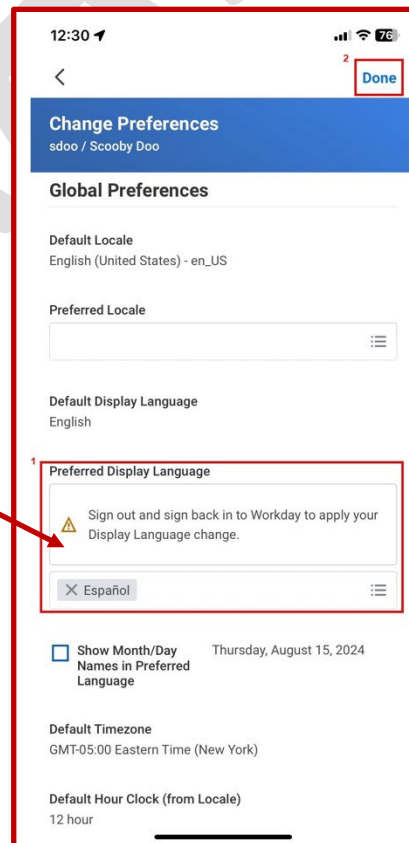 12:30
76
2
Done
Change Preferences
sdoo / Scooby Doo
Global Preferences
Default Locale
English (United States) - en_US
Preferred Locale
Default Display Language
English
1
Preferred Display Language
Sign out and sign back in to Workday to apply your
Display Language change.
Español
Show Month/Day
Names in Preferred
Language
Thursday, August 15, 2024
Default Timezone
GMT-05:00 Eastern Time (New York)
Default Hour Clock (from Locale)
12 hour